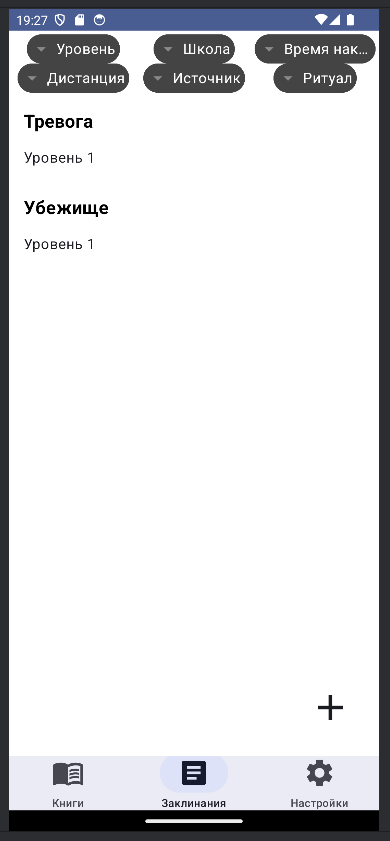 19:27
Уровень Школа Время нак...
Дистанция Источник Ритуал
Тревога
Уровень 1
Убежище
Уровень 1
Книги Заклинания Настройки